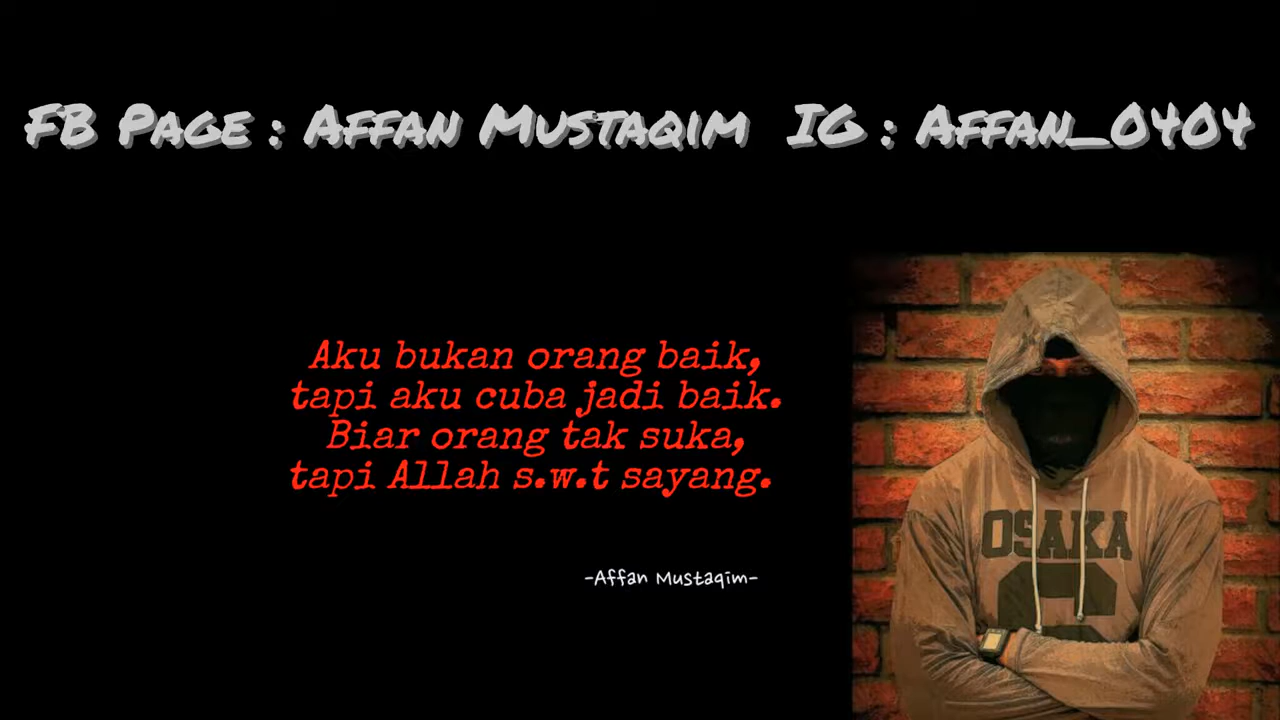 FB Page : Affan Mustaqim IG : Affan_0404
Aku bukan orang baik,
tapi aku cuba jadi baik.
Biar orang tak suka,
tapi Allah s.w.t sayang.
-Affan Mustaqim-
OSAKA